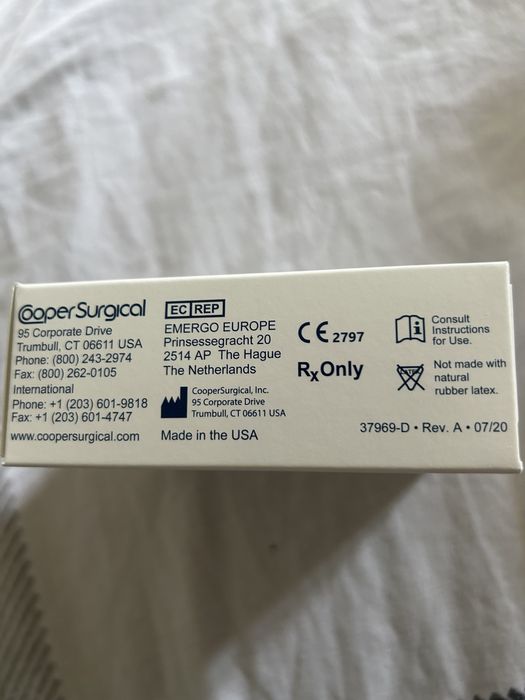 CooperSurgical
95 Corporate Drive
Trumbull, CT 06611 USA
Phone: (800) 243-2974
Fax: (800) 262-0105
International
Phone: +1 (203) 601-9818
Fax: +1 (203) 601-4747
www.coopersurgical.com
EC REP
EMERGO EUROPE
Prinsessegracht 20
2514 AP The Hague
The Netherlands
CooperSurgical, Inc.
95 Corporate Drive
Trumbull, CT 06611 USA
Made in the USA
CE 2797
Rx Only
i
Consult
Instructions
for Use.
LATEX
Not made with
natural
rubber latex.
37969-D • Rev. A • 07/20